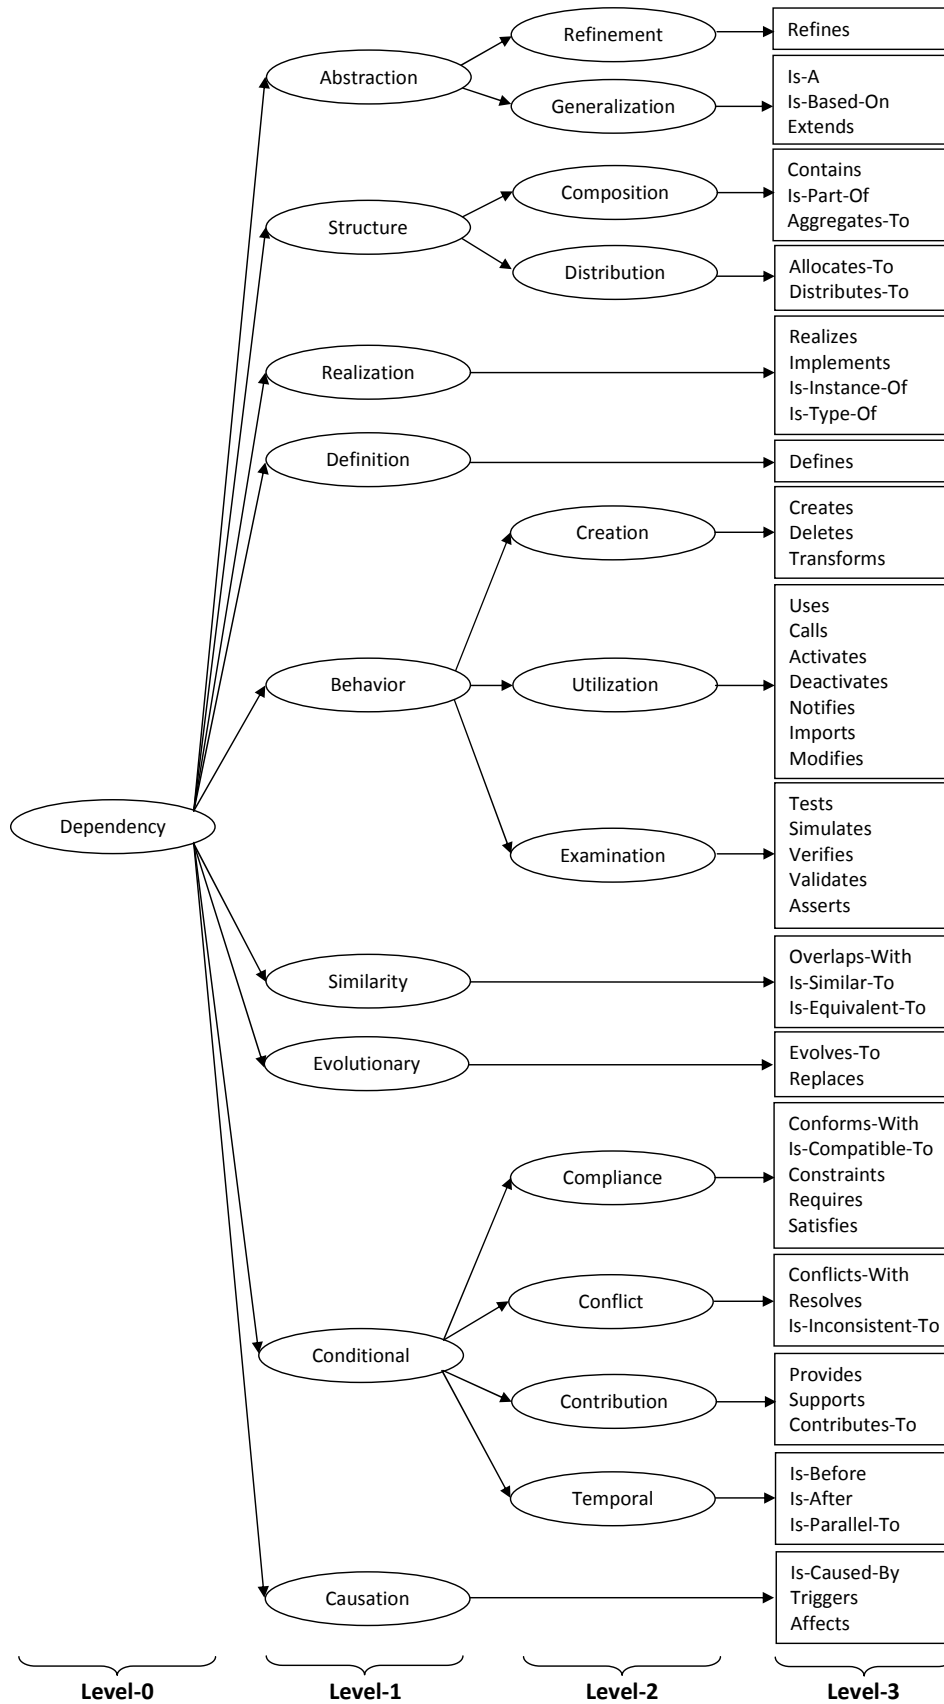 Refinement
Refines
Abstraction
Is-A
Is-Based-On
Extends
Generalization
Contains
Is-Part-Of
Aggregates-To
Composition
Structure
Distribution
Allocates-To
Distributes-To
Realizes
Implements
Is-Instance-Of
Is-Type-Of
Realization
Definition
Defines
Creates
Deletes
Transforms
Creation
Uses
Calls
Activates
Deactivates
Notifies
Imports
Modifies
Behavior
Utilization
Tests
Simulates
Verifies
Validates
Asserts
Dependency
Examination
Overlaps-With
Is-Similar-To
Is-Equivalent-To
Similarity
Evolutionary
Evolves-To
Replaces
Conforms-With
Is-Compatible-To
Constraints
Requires
Satisfies
Compliance
Conflicts-With
Resolves
Is-Inconsistent-To
Conflict
Conditional
Provides
Supports
Contributes-To
Contribution
Is-Before
Is-After
Is-Parallel-To
Temporal
Is-Caused-By
Triggers
Affects
Causation
Level-0
Level-1
Level-2
Level-3